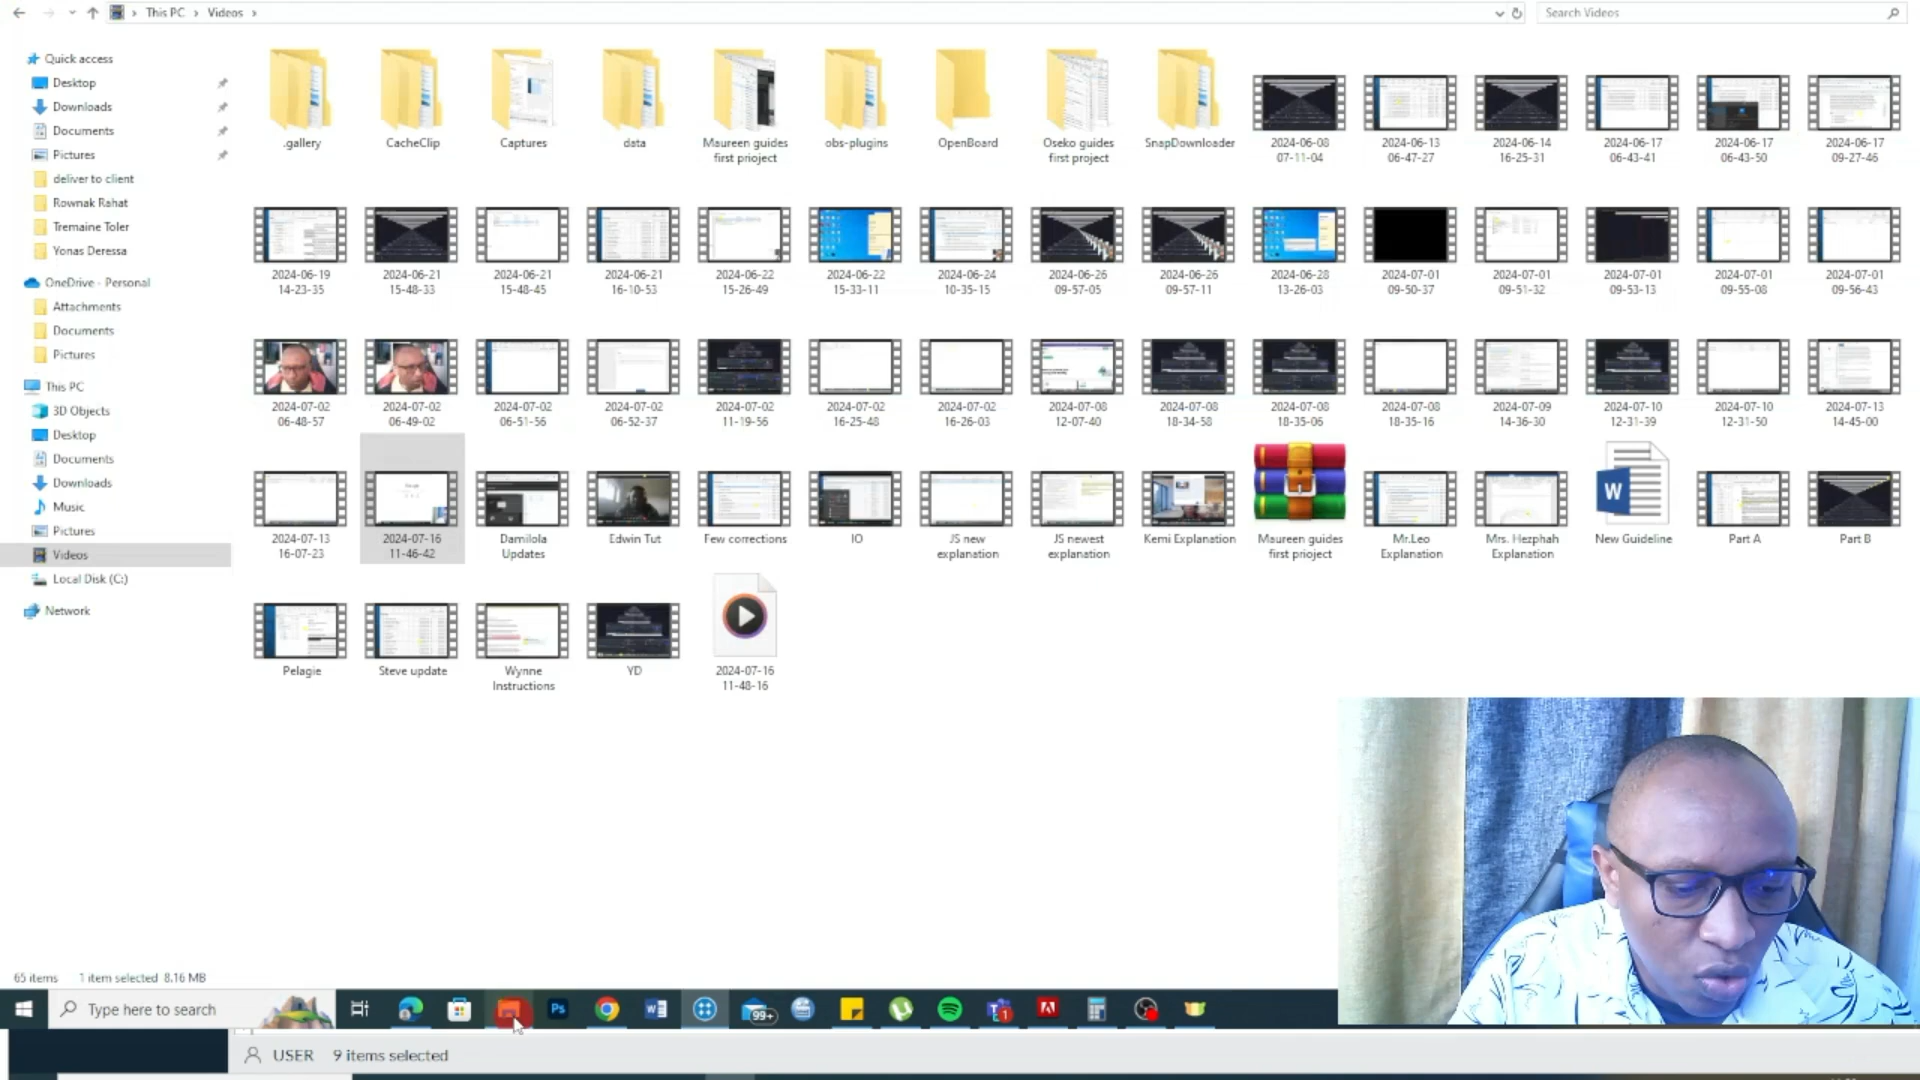 This PC
Videos
Search Videos
Quick access
Desktop
Downloads
Documents
Pictures
deliver to client
Rownak Rahat
Tremaine Toler
Yonas Deressa
OneDrive - Personal
Attachments
Documents
Pictures
This PC
3D Objects
Desktop
Documents
Downloads
Music
Pictures
Videos
Local Disk (C:)
Network
.gallery
CacheClip
Captures
data
Maureen guides
first prioject
obs-plugins
OpenBoard
Oseko guides
first project
SnapDownloader
2024-06-08
07-11-04
2024-06-13
06-47-27
2024-06-14
16-25-31
2024-06-17
06-43-41
2024-06-17
06-43-50
2024-06-17
09-27-46
2024-06-19
14-23-35
2024-06-21
15-48-33
2024-06-21
15-48-45
2024-06-21
16-10-53
2024-06-22
15-26-49
2024-06-22
15-33-11
2024-06-24
10-35-15
2024-06-26
09-57-05
2024-06-26
09-57-11
2024-06-28
13-26-03
2024-07-01
09-50-37
2024-07-01
09-51-32
2024-07-01
09-53-13
2024-07-01
09-55-08
2024-07-01
09-56-43
2024-07-02
06-48-57
2024-07-02
06-49-02
2024-07-02
06-51-56
2024-07-02
06-52-37
2024-07-02
11-19-56
2024-07-02
16-25-48
2024-07-02
16-26-03
2024-07-08
12-07-40
2024-07-08
18-34-58
2024-07-08
18-35-06
2024-07-08
18-35-16
2024-07-09
14-36-30
2024-07-10
12-31-39
2024-07-10
12-31-50
2024-07-13
14-45-00
2024-07-13
16-07-23
2024-07-16
11-46-42
Damilola
Updates
Edwin Tut
Few corrections
IO
JS new
explanation
JS newest
explanation
Kemi Explanation
Maureen guides
first prioject
Mr.Leo
Explanation
Mrs. Hezphah
Explanation
W
New Guideline
Part A
Part B
Pelagie
Steve update
Wynne
Instructions
YD
2024-07-16
11-48-16
65 items 1 item selected 8.16 MB
Type here to search
Ps
99+
1
USER 9 items selected